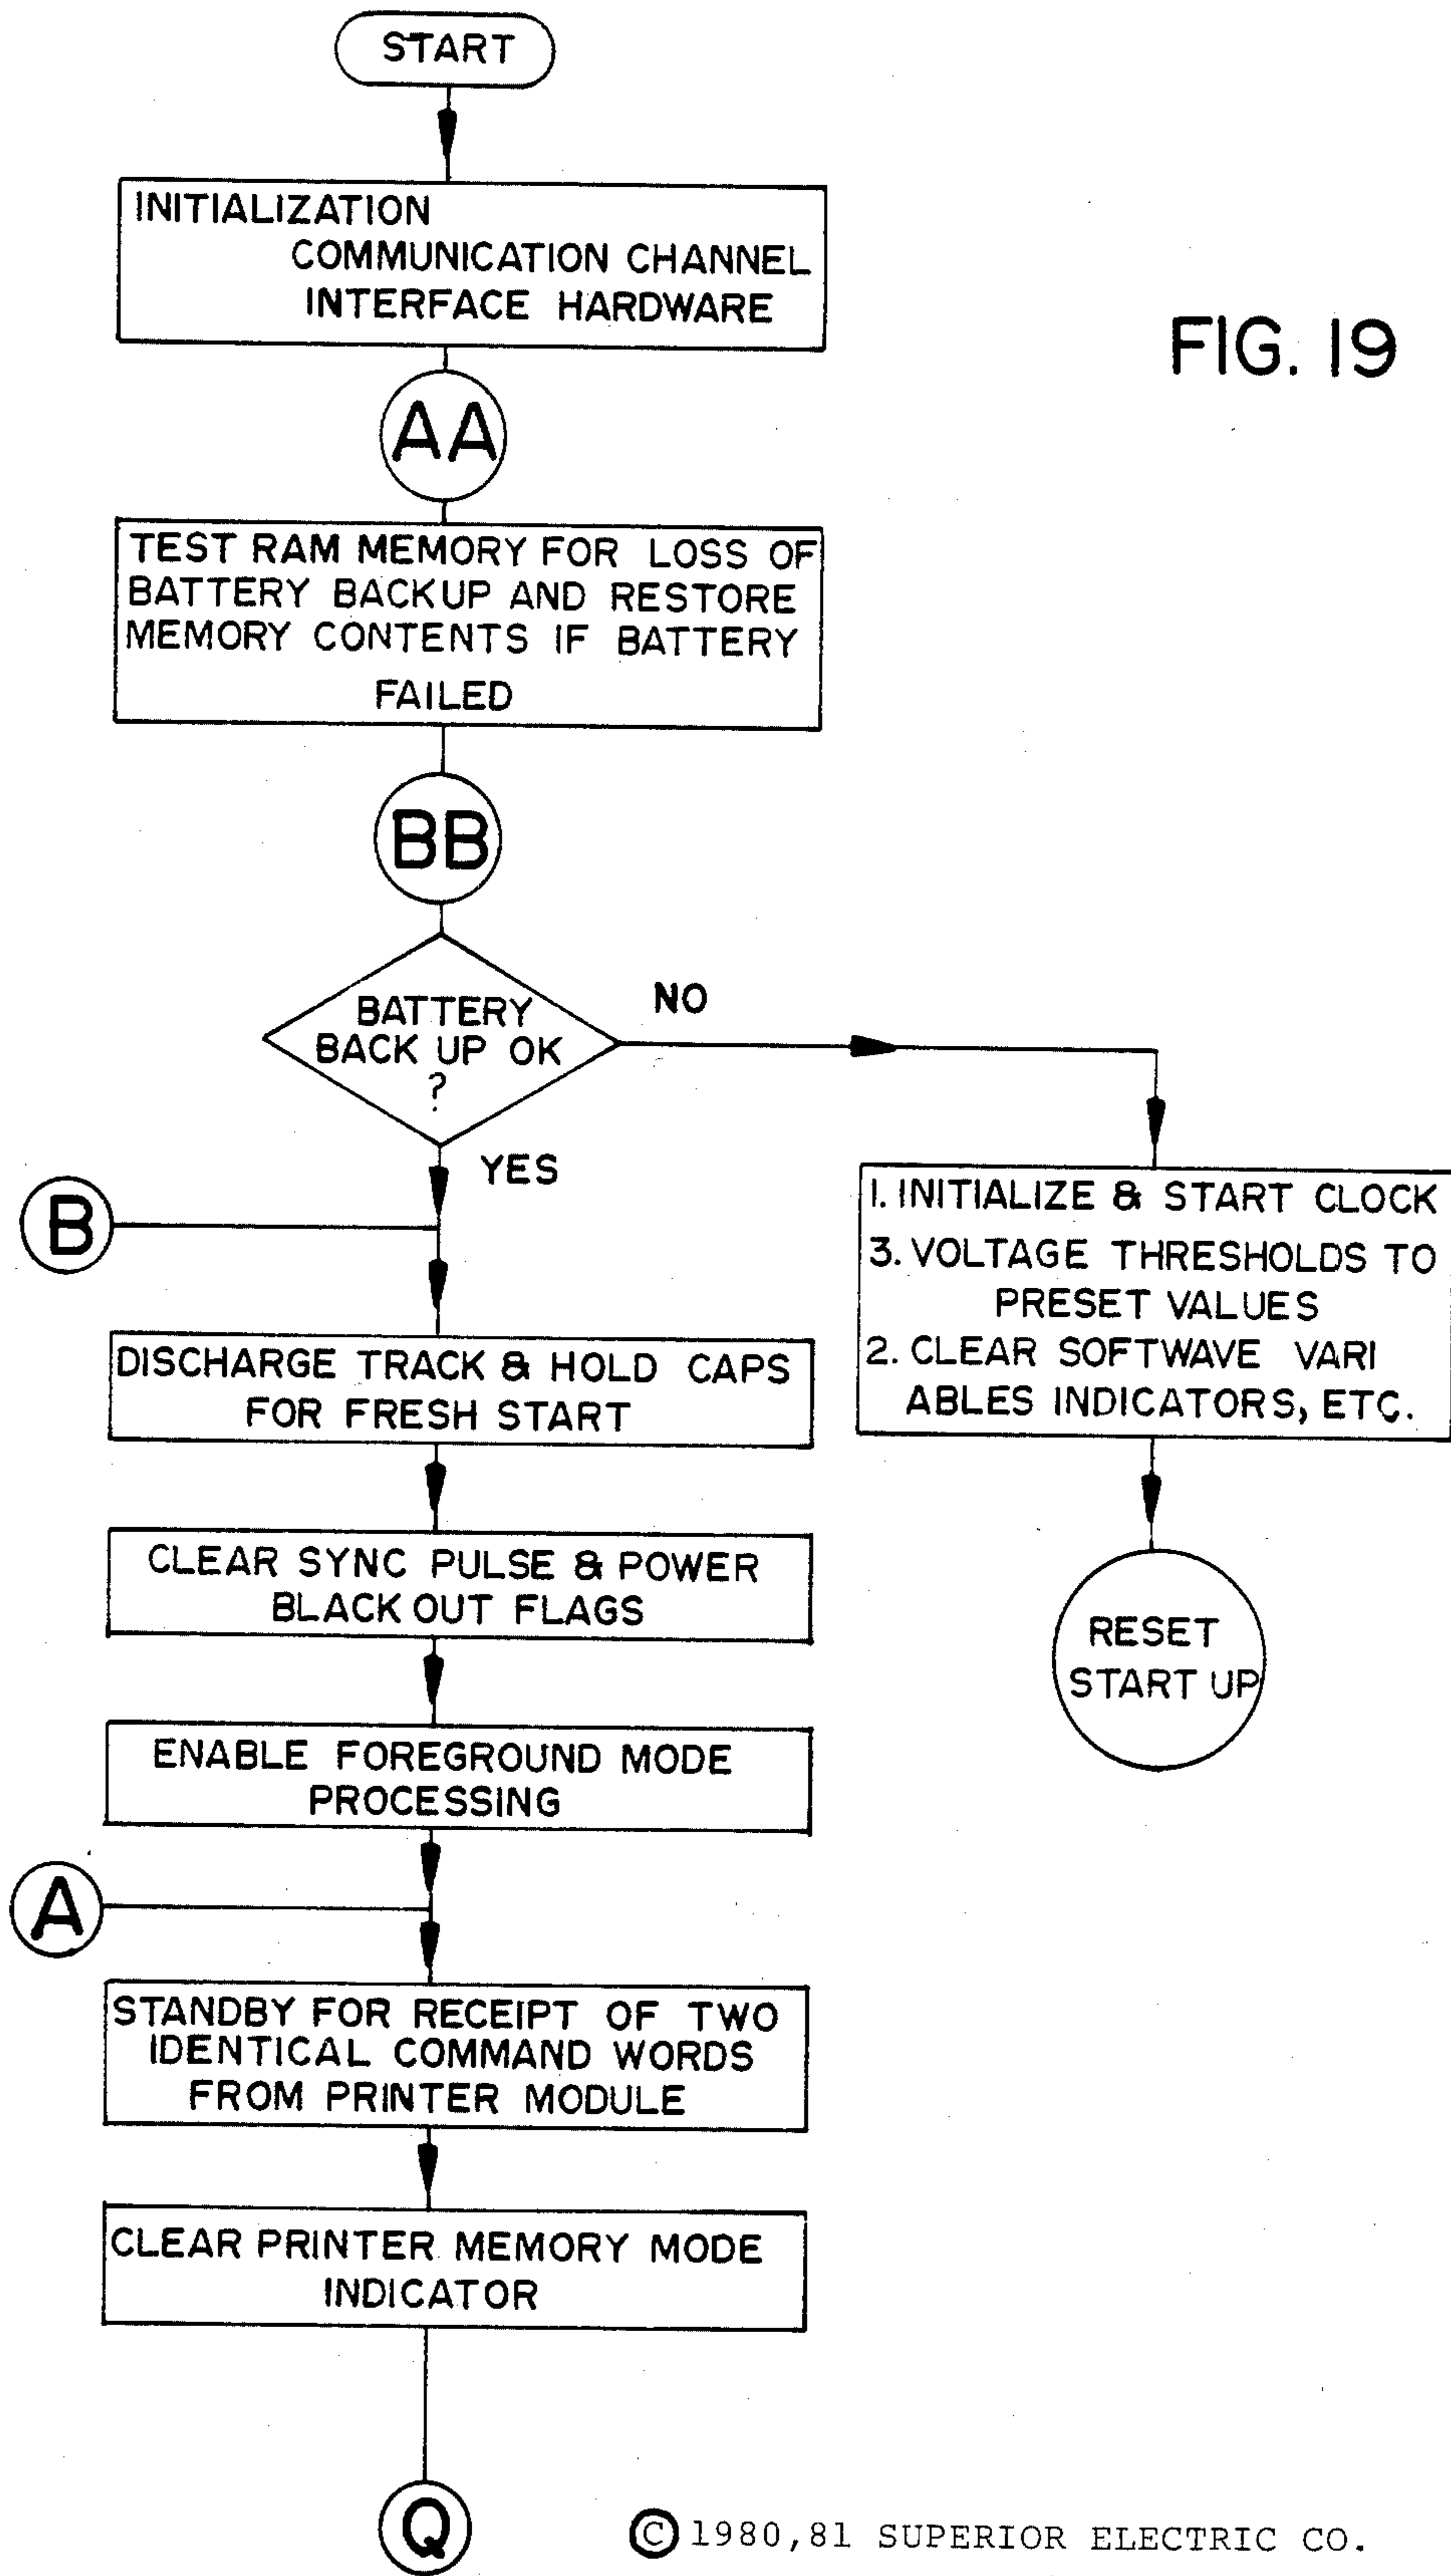 START
INITIALIZATION
COMMUNICATION CHANNEL
INTERFACE HARDWARE
FIG. 19
AA
TEST RAM MEMORY FOR LOSS OF
BATTERY BACKUP AND RESTORE
MEMORY CONTENTS IF BATTERY
FAILED
BB
BATTERY
BACK UP OK
?
NO
YES
B
1. INITIALIZE & START CLOCK
3. VOLTAGE THRESHOLDS TO
PRESET VALUES
2. CLEAR SOFTWAVE VARI
ABLES INDICATORS, ETC.
DISCHARGE TRACK & HOLD CAPS
FOR FRESH START
CLEAR SYNC PULSE & POWER
BLACK OUT FLAGS
RESET
START UP
ENABLE FOREGROUND MODE
PROCESSING
A
STANDBY FOR RECEIPT OF TWO
IDENTICAL COMMAND WORDS
FROM PRINTER MODULE
CLEAR PRINTER MEMORY MODE
INDICATOR
Q
© 1980,81 SUPERIOR ELECTRIC CO.